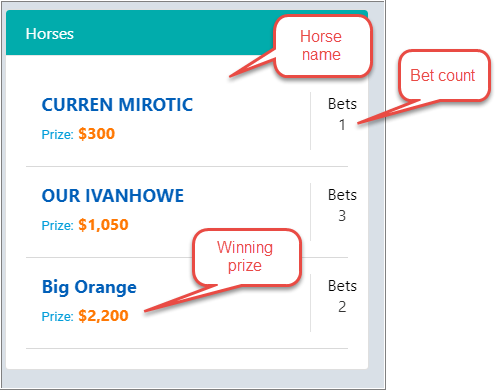 Horses
Horse
name
Bet count
CURREN MIROTIC
Prize: $300
Bets
1
OUR IVANHOWE
Prize: $1,050
Bets
3
Winning
prize
Big Orange
Prize: $2,200
Bets
2